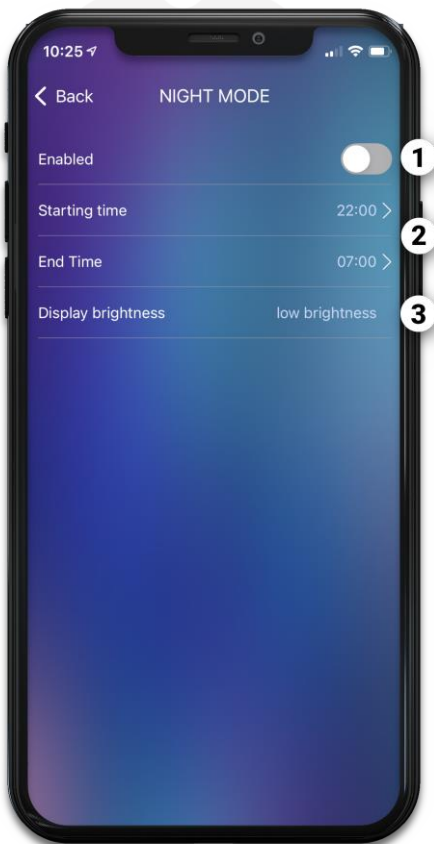 10:25
Back NIGHT MODE
Enabled
1
Starting time 22:00
2
End Time 07:00
Display brightness low brightness 3